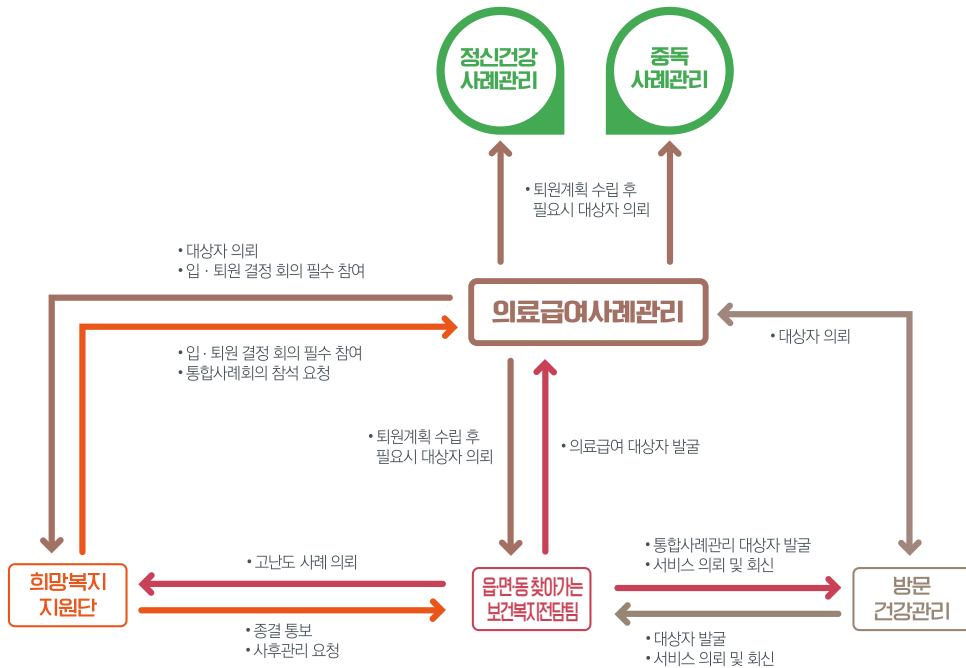 정신건강
사례관리
중독
사례관리
• 퇴원계획 수립 후
필요시 대상자 의뢰
• 대상자 의뢰
• 입 · 퇴원 결정 회의 필수 참여
의료급여사례관리
• 대상자 의뢰
• 입 · 퇴원 결정 회의 필수 참여
• 통합사례회의 참석 요청
• 퇴원계획 수립 후
필요시 대상자 의뢰
• 의료급여 대상자 발굴
• 고난도 사례 의뢰
• 통합사례관리 대상자 발굴
• 서비스 의뢰 및 회신
희망복지
지원단
읍·면·동 찾아가는
보건복지전담팀
방문
건강관리
• 종결 통보
• 사후관리 요청
• 대상자 발굴
• 서비스 의뢰 및 회신